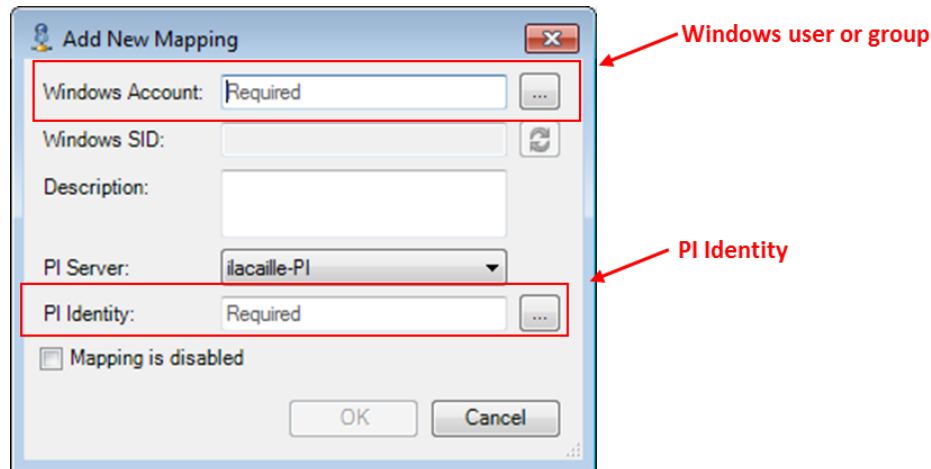 Add New Mapping
Windows user or group
Windows Account: Required ...
Windows SID:
Description:
PI Server: ilacaille-PI
PI Identity
PI Identity: Required ...
Mapping is disabled
OK Cancel